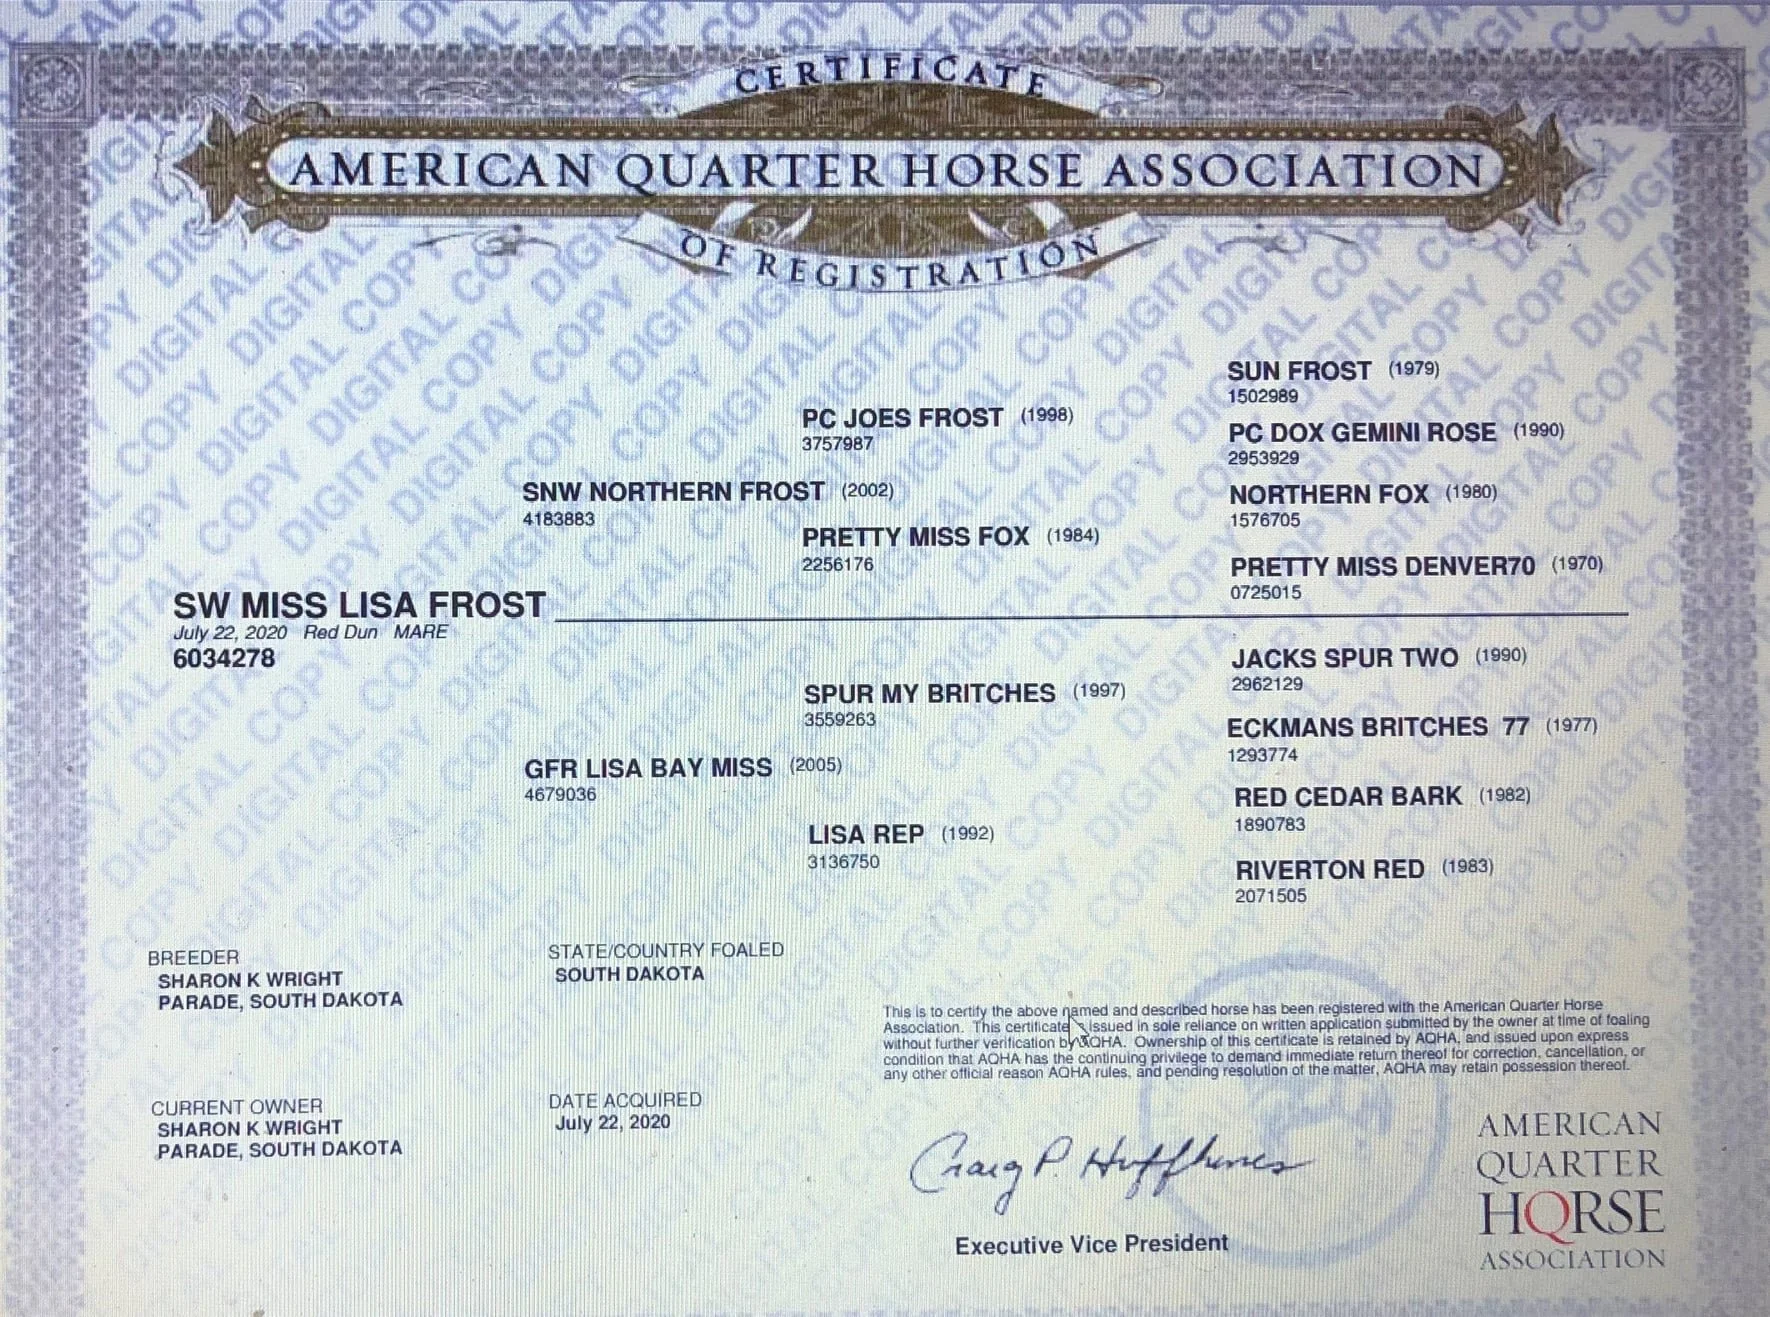 CERTIFICATE
AMERICAN QUARTER HORSE ASSOCIATION
OF REGISTRATION
SUN FROST (1979)
1502989
PC JOES FROST (1998)
3757987
PC DOX GEMINI ROSE (1990)
2953929
SNW NORTHERN FROST (2002)
4183883
NORTHERN FOX (1980)
1576705
PRETTY MISS FOX (1984)
2256176
PRETTY MISS DENVER70 (1970)
0725015
SW MISS LISA FROST
July 22, 2020 Red Dun MARE
6034278
JACKS SPUR TWO (1990)
2962129
SPUR MY BRITCHES (1997)
3559263
ECKMANS BRITCHES 77 (1977)
1293774
GFR LISA BAY MISS (2005)
4679036
RED CEDAR BARK (1982)
1890783
LISA REP (1992)
3136750
RIVERTON RED (1983)
2071505
BREEDER
SHARON K WRIGHT
PARADE, SOUTH DAKOTA
STATE/COUNTRY FOALED
SOUTH DAKOTA
This is to certify the above named and described horse has been registered with the American Quarter Horse
Association. This certificate issued in sole reliance on written application submitted by the owner at time of foaling
without further verification by AQHA. Ownership of this certificate is retained by AQHA, and issued upon express
condition that AQHA has the continuing privilege to demand immediate return thereof for correction, cancellation, or
any other official reason AQHA rules, and pending resolution of the matter, AQHA may retain possession thereof.
CURRENT OWNER
SHARON K WRIGHT
PARADE, SOUTH DAKOTA
DATE ACQUIRED
July 22, 2020
Craig P. Huffhines
Executive Vice President
AMERICAN
QUARTER
HORSE
ASSOCIATION
DIGITAL COPY